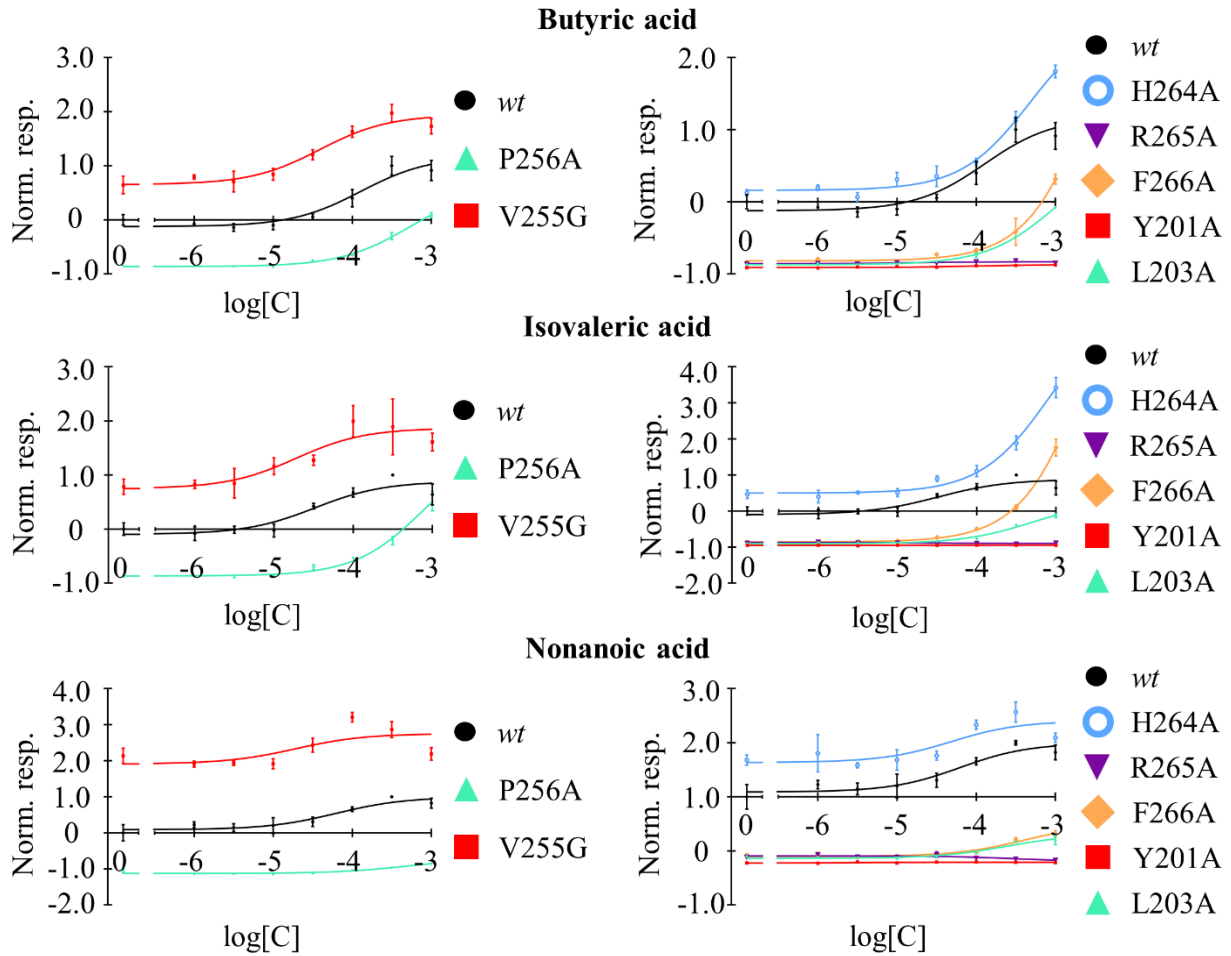 Butyric acid
3.0
2.0
1.0
0
-1.0
Norm. resp.
0
-6
-5
-4
-3
log[C]
wt
P256A
V255G
2.0
1.0
0
-1.0
Norm. resp.
0
-6
-5
-4
-3
log[C]
wt
H264A
R265A
F266A
Y201A
L203A
Isovaleric acid
3.0
2.0
1.0
0
-1.0
Norm. resp.
0
-6
-5
-4
-3
log[C]
wt
P256A
V255G
4.0
3.0
2.0
1.0
0
-1.0
-2.0
Norm. resp.
0
-6
-5
-4
-3
log[C]
wt
H264A
R265A
F266A
Y201A
L203A
Nonanoic acid
4.0
3.0
2.0
1.0
0
-1.0
-2.0
Norm. resp.
0
-6
-5
-4
-3
log[C]
wt
P256A
V255G
3.0
2.0
1.0
0
-1.0
Norm. resp.
0
-6
-5
-4
-3
log[C]
wt
H264A
R265A
F266A
Y201A
L203A